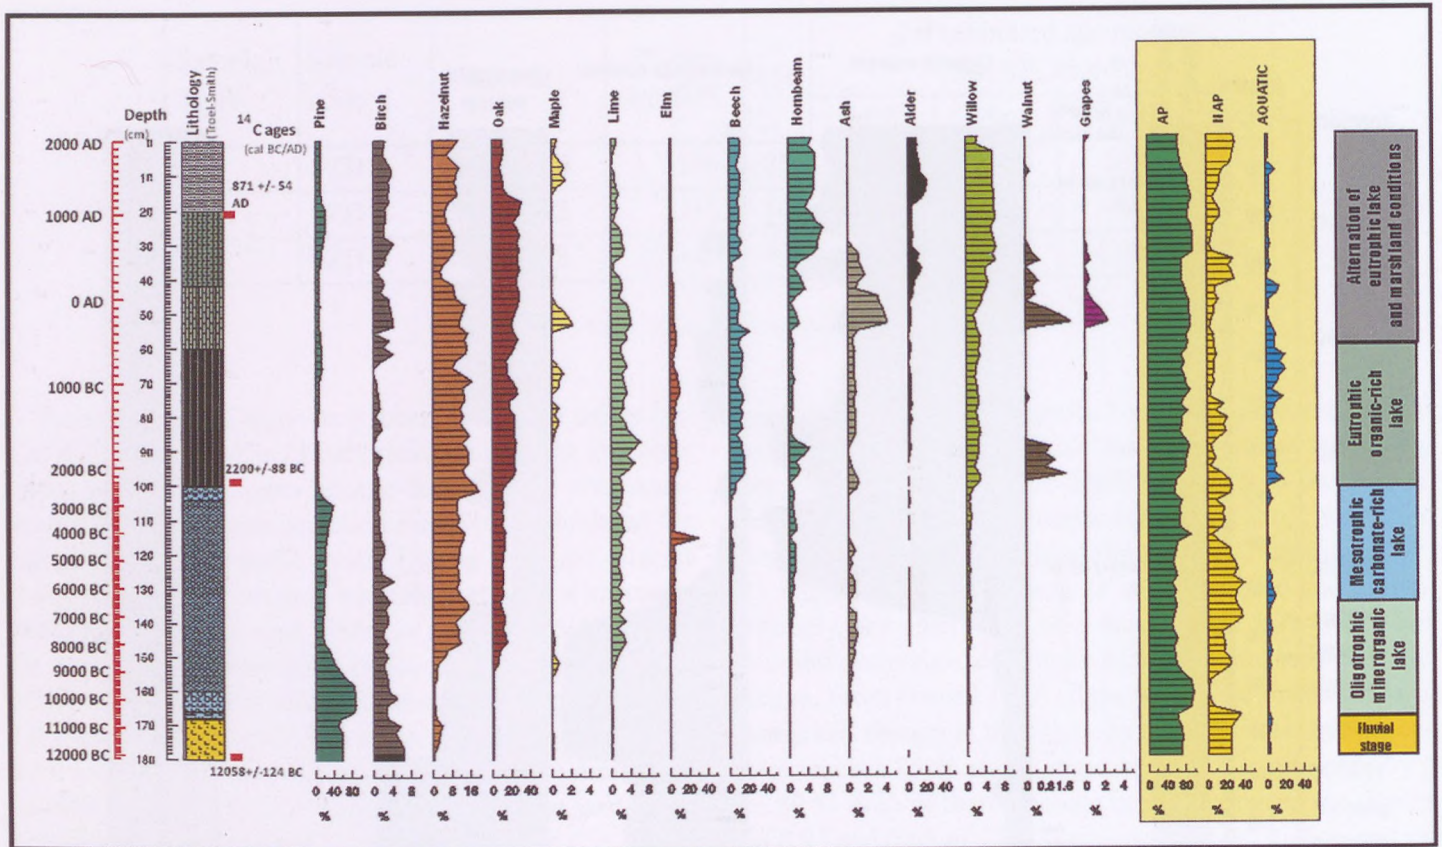 Depth
(cm)
Lithology
(Troel-Smith)
14
C ages
(cal BC/AD)
Pine
Birch
Hazelnut
Oak
Maple
Lime
Elm
Beech
Hornbeam
Ash
Alder
Willow
Walnut
Grapes
AP
AQUATIC
2000 AD
1000 AD
0 AD
1000 BC
2000 BC
3000 BC
4000 BC
5000 BC
6000 BC
7000 BC
8000 BC
9000 BC
10000 BC
11000 BC
12000 BC
10
20
30
40
50
60
70
80
90
100
110
120
130
140
150
160
170
180
871 +/- 54
AD
2200+/-88 BC
12058+/-124 BC
Alternation of
eutrophic lake
and marshland conditions
Eutrophic
organic-rich
lake
Mesotrophic
carbonate-rich
lake
Oligotrophic
minerorganic
lake
Fluvial
stage
0 40 80
0 4 8
0 8 16
0 20 40
0 2 4
0 4 8
0 20 40
0 20 40
0 4 8
0 2 4
0 20 40
0 4 8
0 0.8 1.6
0 2 4
0 40 80
0 20 40
0 20 40
% % % % % % % % % % % % % % % % %